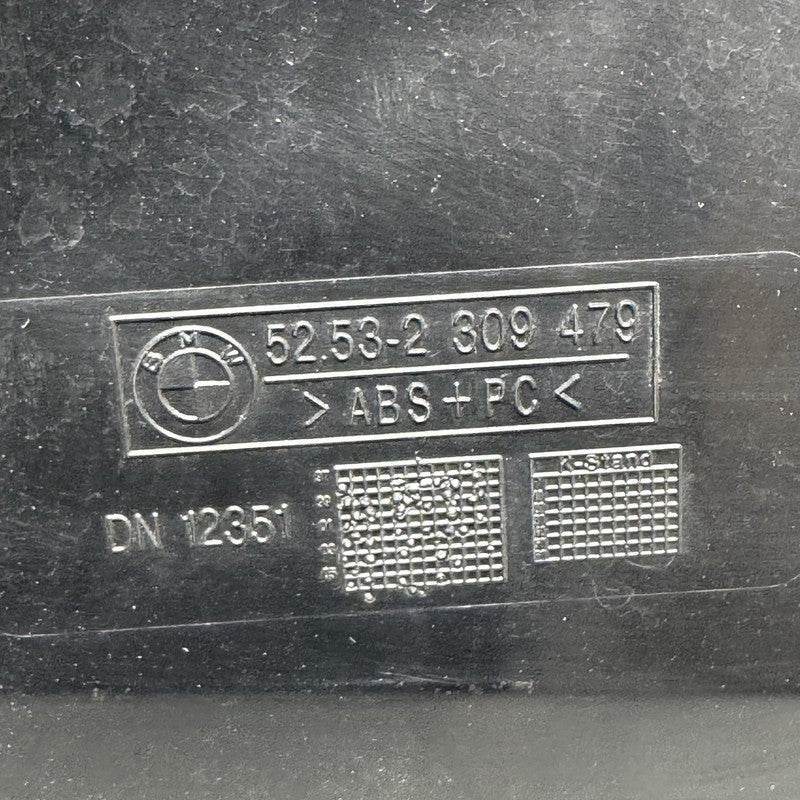 BMW
52.53-2 309 479
> ABS + PC <
K-Stand
DN 12351